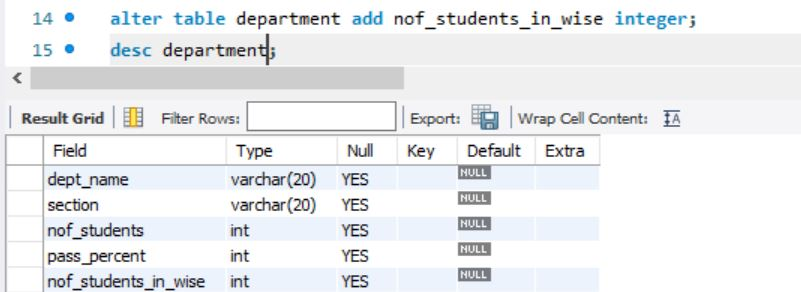 14 alter table department add nof_students_in_wise integer;
15 desc department;
<
Result Grid Filter Rows: Export: Wrap Cell Content: IA
Field Type Null Key Default Extra
dept_name varchar(20) YES NULL
section varchar(20) YES NULL
nof_students int YES NULL
pass_percent int YES NULL
nof_students_in_wise int YES NULL